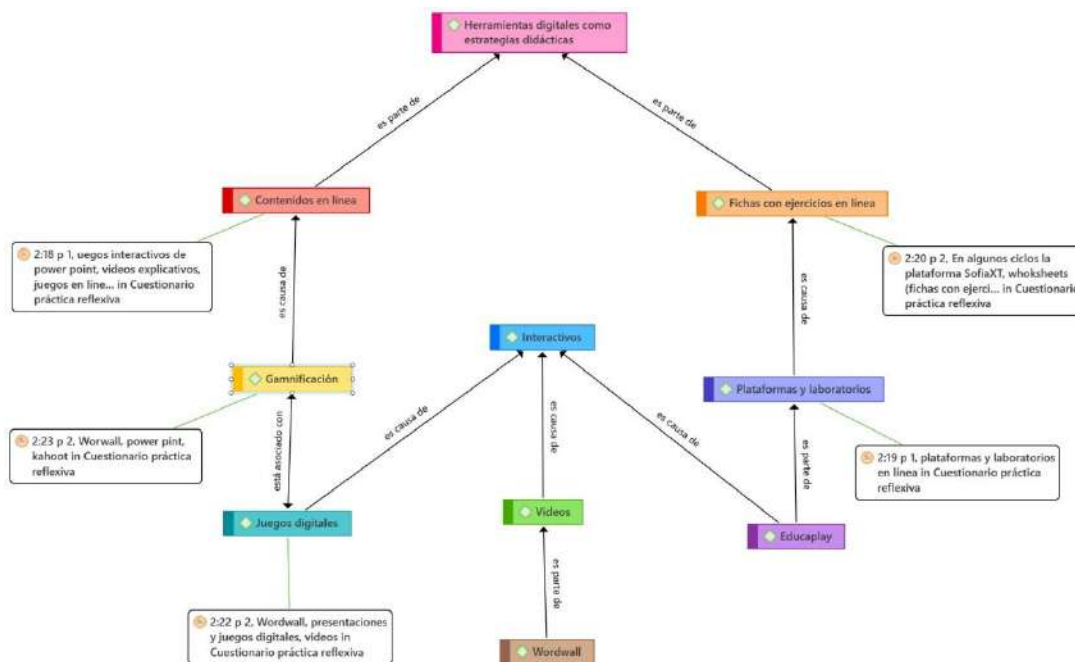 Herramientas digitales como
estrategias didácticas
es parte de
es parte de
Contenidos en línea
Fichas con ejercicios en línea
2:18 p 1, uegos interactivos de
power point, videos explicativos,
juegos en line... in Cuestionario
práctica reflexiva
2:20 p 2, En algunos ciclos la
plataforma SofiaXT, whoksheets
(fichas con ejerci... in Cuestionario
práctica reflexiva
es causa de
es causa de
Interactivos
Gamnificación
Plataformas y laboratorios
es causa de
es causa de
es causa de
2:23 p 2, Worwall, power pint,
kahoot in Cuestionario práctica
reflexiva
está asociado con
2:19 p 1, plataformas y laboratorios
en línea in Cuestionario práctica
reflexiva
es parte de
Juegos digitales
Videos
Educaplay
es parte de
2:22 p 2, Wordwall, presentaciones
y juegos digitales, videos in
Cuestionario práctica reflexiva
Wordwall